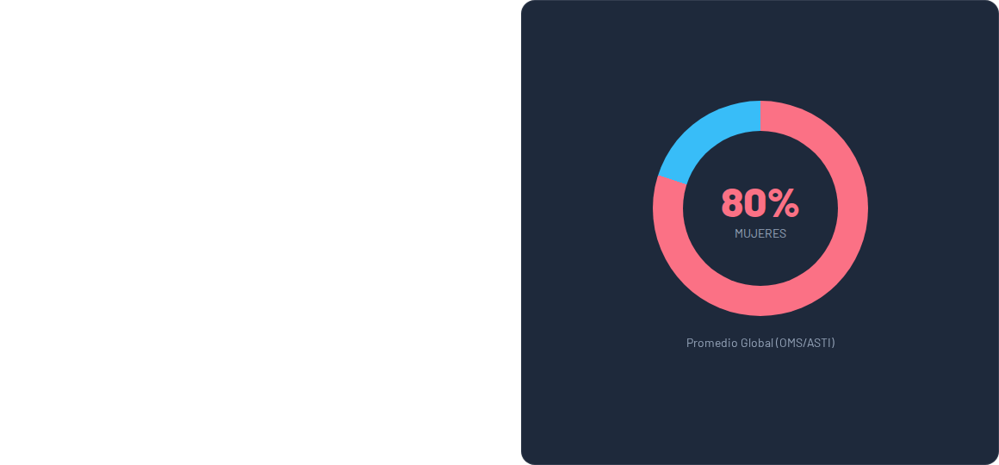 80%
MUJERES
Promedio Global (OMS/ASTI)